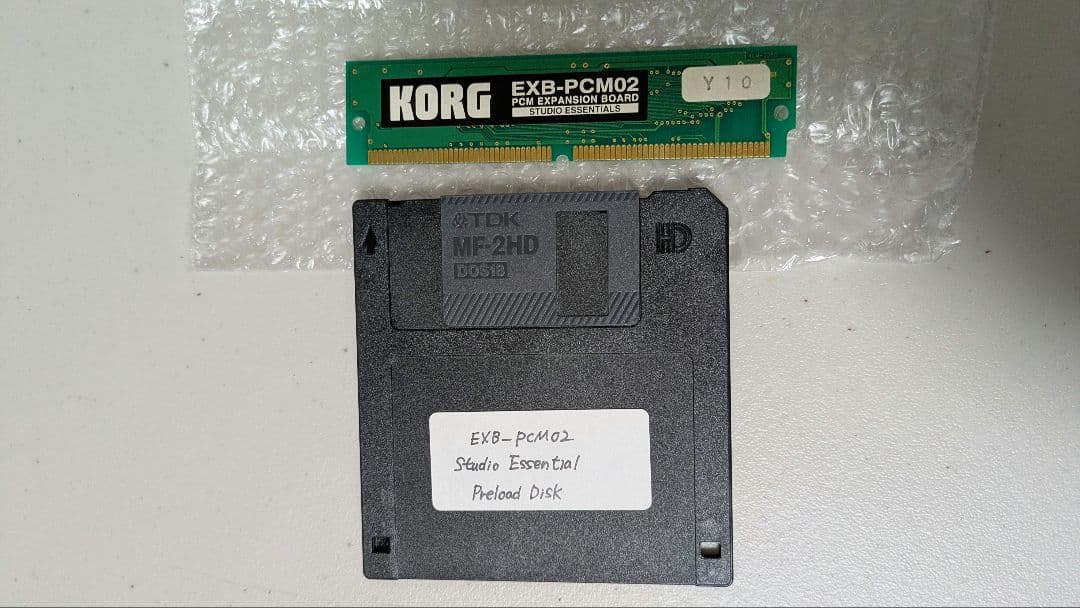 KORG
EXB-PCM02
PCM EXPANSION BOARD
STUDIO ESSENTIALS
Y10
TDK
MF-2HD
DOS18
HD
EXB-PCM02
Studio Essential
Preload Disk